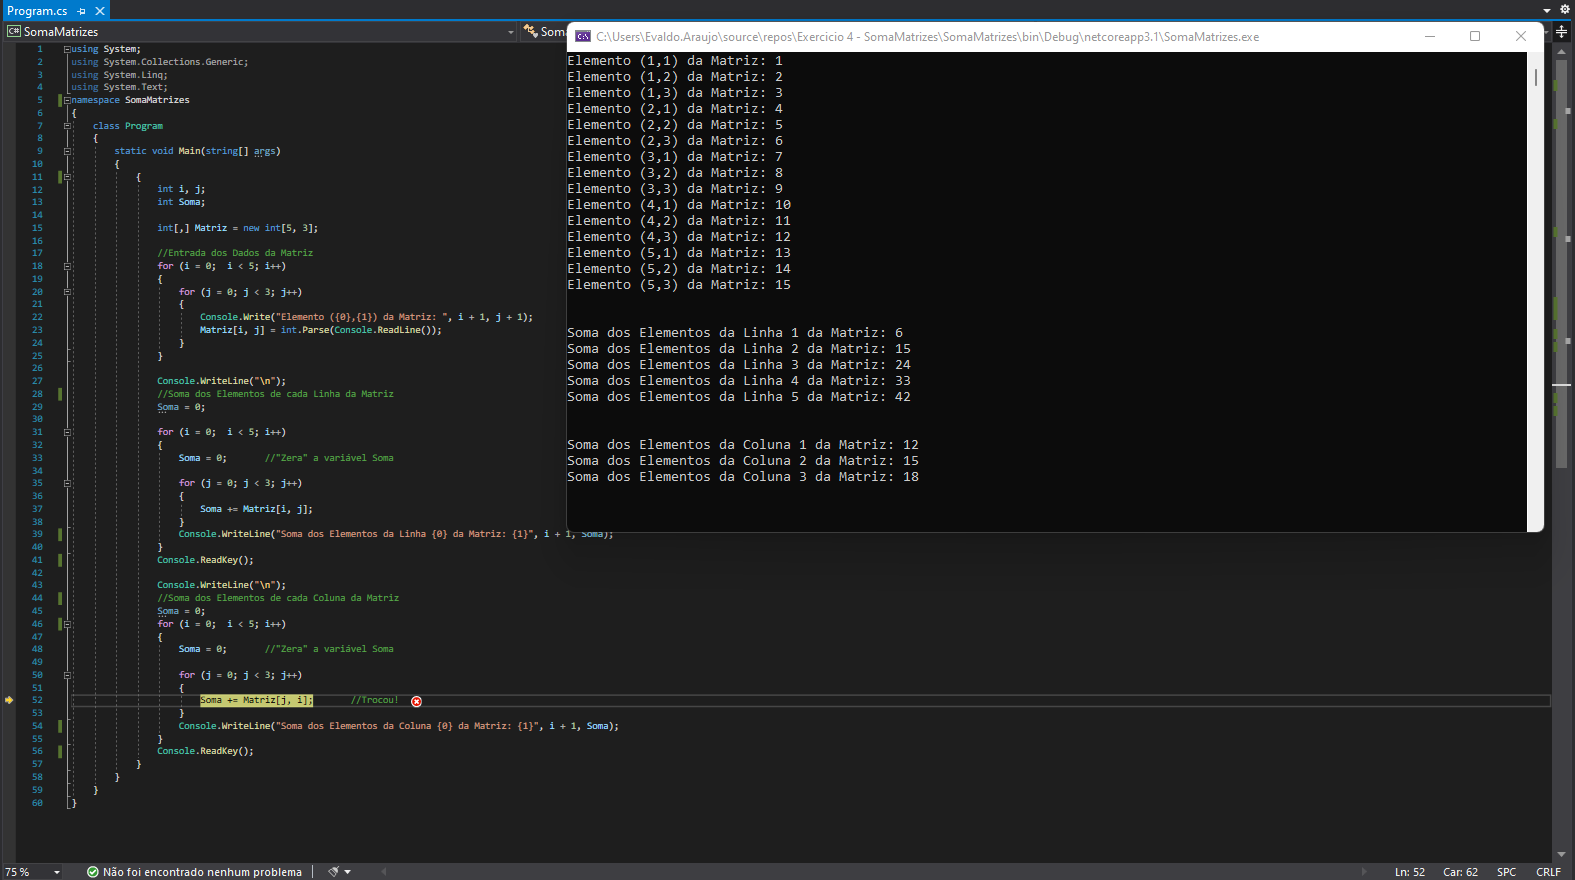 Program.cs
SomaMatrizes
Soma
C:\Users\Evaldo.Araujo\source\repos\Exercicio 4 - SomaMatrizes\SomaMatrizes\bin\Debug\netcoreapp3.1\SomaMatrizes.exe
Elemento (1,1) da Matriz: 1
Elemento (1,2) da Matriz: 2
Elemento (1,3) da Matriz: 3
Elemento (2,1) da Matriz: 4
Elemento (2,2) da Matriz: 5
Elemento (2,3) da Matriz: 6
Elemento (3,1) da Matriz: 7
Elemento (3,2) da Matriz: 8
Elemento (3,3) da Matriz: 9
Elemento (4,1) da Matriz: 10
Elemento (4,2) da Matriz: 11
Elemento (4,3) da Matriz: 12
Elemento (5,1) da Matriz: 13
Elemento (5,2) da Matriz: 14
Elemento (5,3) da Matriz: 15
Soma dos Elementos da Linha 1 da Matriz: 6
Soma dos Elementos da Linha 2 da Matriz: 15
Soma dos Elementos da Linha 3 da Matriz: 24
Soma dos Elementos da Linha 4 da Matriz: 33
Soma dos Elementos da Linha 5 da Matriz: 42
Soma dos Elementos da Coluna 1 da Matriz: 12
Soma dos Elementos da Coluna 2 da Matriz: 15
Soma dos Elementos da Coluna 3 da Matriz: 18
1 using System;
2 using System.Collections.Generic;
3 using System.Linq;
4 using System.Text;
5 namespace SomaMatrizes
6 {
7 class Program
8 {
9 static void Main(string[] args)
10 {
11 {
12 int i, j;
13 int Soma;
14
15 int[,] Matriz = new int[5, 3];
16
17 //Entrada dos Dados da Matriz
18 for (i = 0;  i < 5; i++)
19 {
20 for (j = 0; j < 3; j++)
21 {
22 Console.Write("Elemento ({0},{1}) da Matriz: ", i + 1, j + 1);
23 Matriz[i, j] = int.Parse(Console.ReadLine());
24 }
25 }
26
27 Console.WriteLine("\n");
28 //Soma dos Elementos de cada Linha da Matriz
29 Soma = 0;
30
31 for (i = 0;  i < 5; i++)
32 {
33 Soma = 0; //"Zera" a variável Soma
34
35 for (j = 0; j < 3; j++)
36 {
37 Soma += Matriz[i, j];
38 }
39 Console.WriteLine("Soma dos Elementos da Linha {0} da Matriz: {1}", i + 1, Soma);
40 }
41 Console.ReadKey();
42
43 Console.WriteLine("\n");
44 //Soma dos Elementos de cada Coluna da Matriz
45 Soma = 0;
46 for (i = 0;  i < 5; i++)
47 {
48 Soma = 0; //"Zera" a variável Soma
49
50 for (j = 0; j < 3; j++)
51 {
52 Soma += Matriz[j, i]; //Trocou!
53 }
54 Console.WriteLine("Soma dos Elementos da Coluna {0} da Matriz: {1}", i + 1, Soma);
55 }
56 Console.ReadKey();
57 }
58 }
59 }
60 }
75 % Não foi encontrado nenhum problema Ln: 52 Car: 62 SPC CRLF